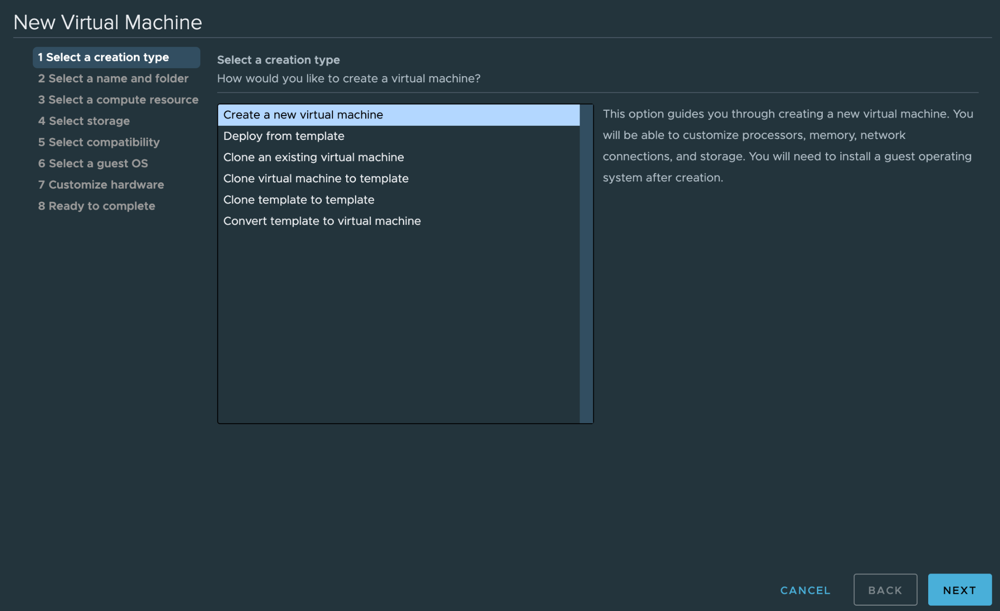 New Virtual Machine
1 Select a creation type
2 Select a name and folder
3 Select a compute resource
4 Select storage
5 Select compatibility
6 Select a guest OS
7 Customize hardware
8 Ready to complete
Select a creation type
How would you like to create a virtual machine?
Create a new virtual machine
Deploy from template
Clone an existing virtual machine
Clone virtual machine to template
Clone template to template
Convert template to virtual machine
This option guides you through creating a new virtual machine. You
will be able to customize processors, memory, network
connections, and storage. You will need to install a guest operating
system after creation.
CANCEL
BACK
NEXT